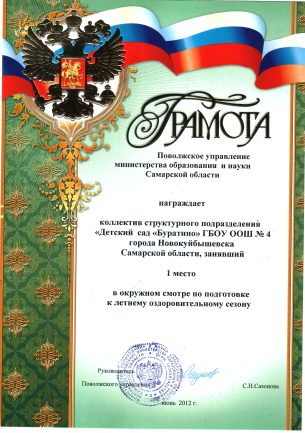 Грамота
Поволжское управление
министерства образования и науки
Самарской области
награждает
коллектив структурного подразделения
«Детский сад «Буратино» ГБОУ ООШ № 4
города Новокуйбышевска
Самарской области, занявший
1 место
в окружном смотре по подготовке
к летнему оздоровительному сезону
Руководитель
Поволжского управления
С.Н.Сазонова
июнь 2012 г.